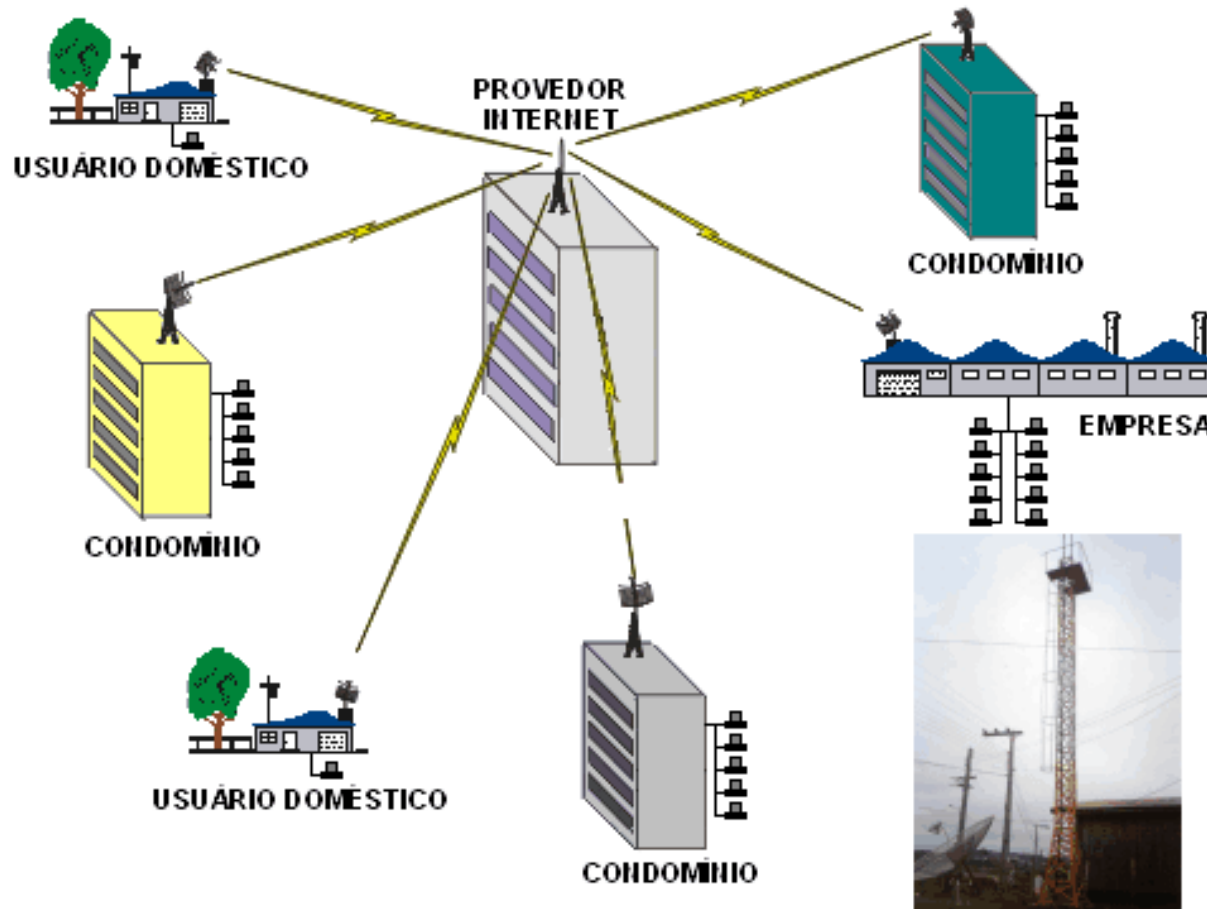 PROVEDOR
INTERNET
USUÁRIO DOMÉSTICO
CONDOMÍNIO
EMPRESA
CONDOMÍNIO
USUÁRIO DOMÉSTICO
CONDOMÍNIO